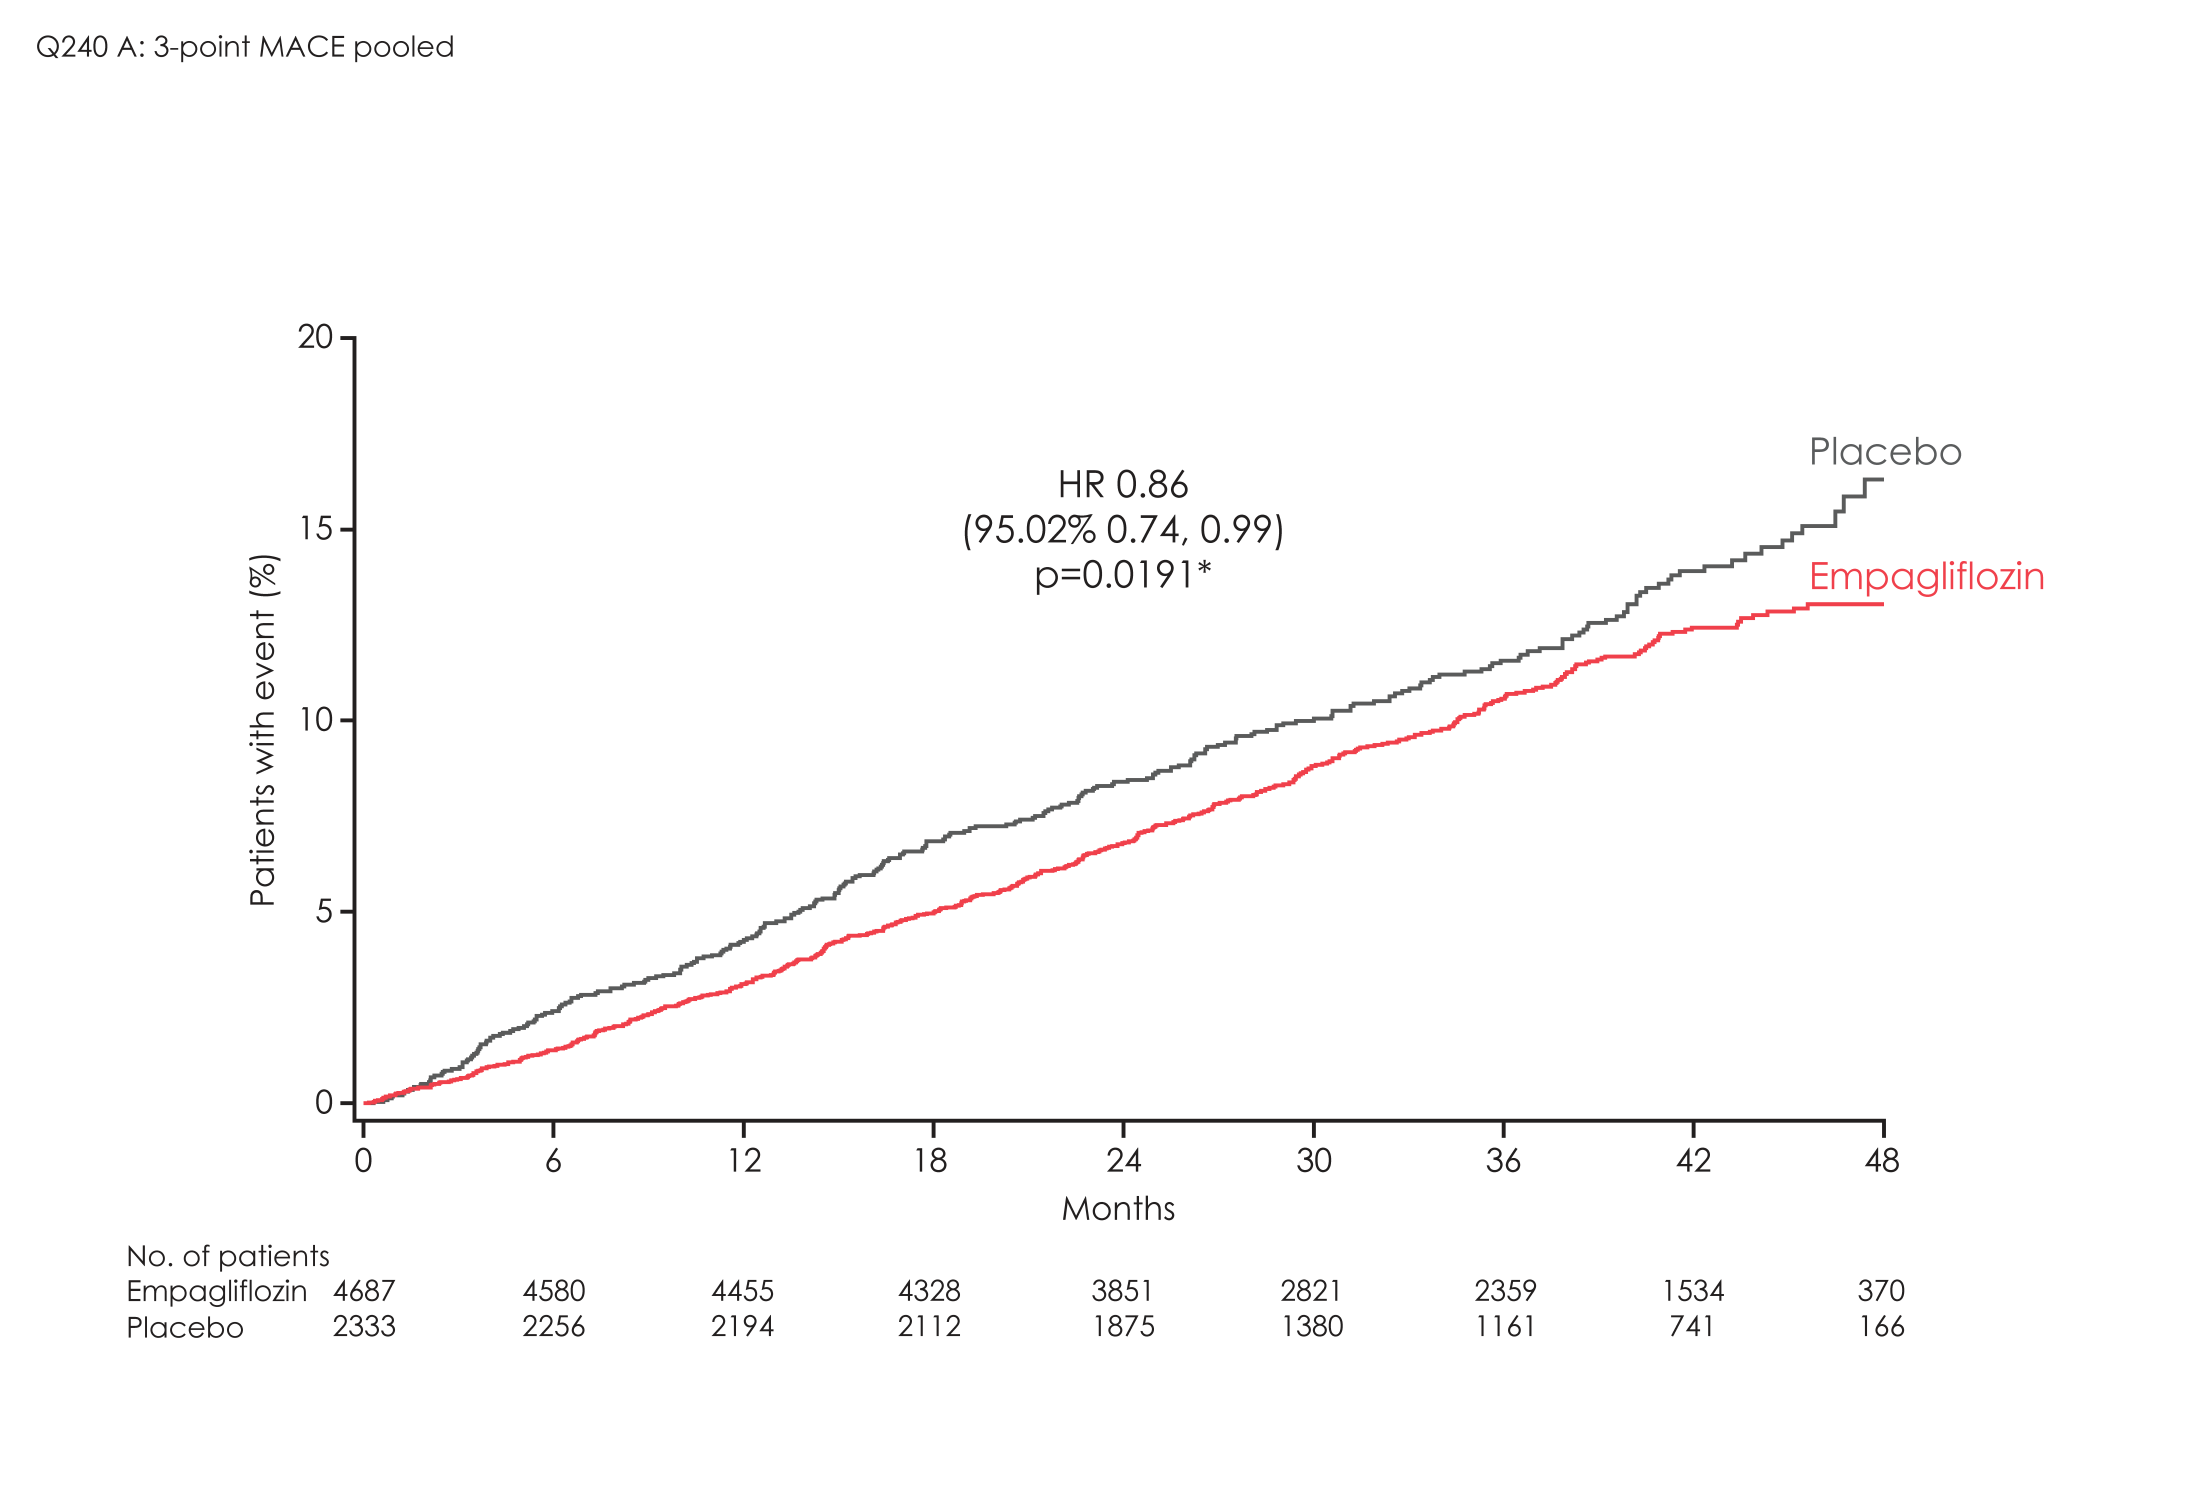 Q240 A: 3-point MACE pooled
20
15
10
5
0
Patients with event (%)
HR 0.86
(95.02% 0.74, 0.99)
p=0.0191*
Placebo
Empagliflozin
0 6 12 18 24 30 36 42 48
Months
No. of patients
Empagliflozin 4687 4580 4455 4328 3851 2821 2359 1534 370
Placebo 2333 2256 2194 2112 1875 1380 1161 741 166